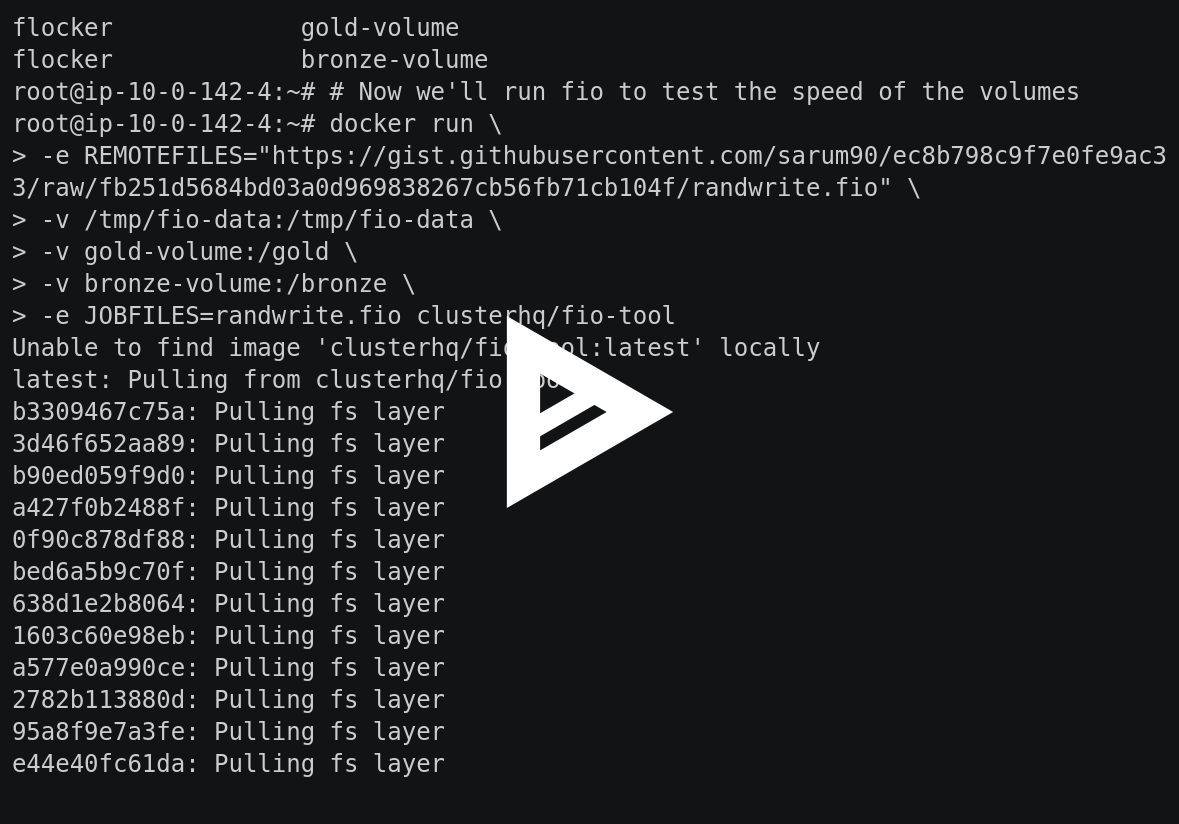 flocker             gold-volume
flocker             bronze-volume
root@ip-10-0-142-4:~# # Now we'll run fio to test the speed of the volumes
root@ip-10-0-142-4:~# docker run \
> -e REMOTEFILES="https://gist.githubusercontent.com/sarum90/ec8b798c9f7e0fe9ac3
3/raw/fb251d5684bd03a0d969838267cb56fb71cb104f/randwrite.fio" \
> -v /tmp/fio-data:/tmp/fio-data \
> -v gold-volume:/gold \
> -v bronze-volume:/bronze \
> -e JOBFILES=randwrite.fio clusterhq/fio-tool
Unable to find image 'clusterhq/fio-tool:latest' locally
latest: Pulling from clusterhq/fio-tool
b3309467c75a: Pulling fs layer
3d46f652aa89: Pulling fs layer
b90ed059f9d0: Pulling fs layer
a427f0b2488f: Pulling fs layer
0f90c878df88: Pulling fs layer
bed6a5b9c70f: Pulling fs layer
638d1e2b8064: Pulling fs layer
1603c60e98eb: Pulling fs layer
a577e0a990ce: Pulling fs layer
2782b113880d: Pulling fs layer
95a8f9e7a3fe: Pulling fs layer
e44e40fc61da: Pulling fs layer